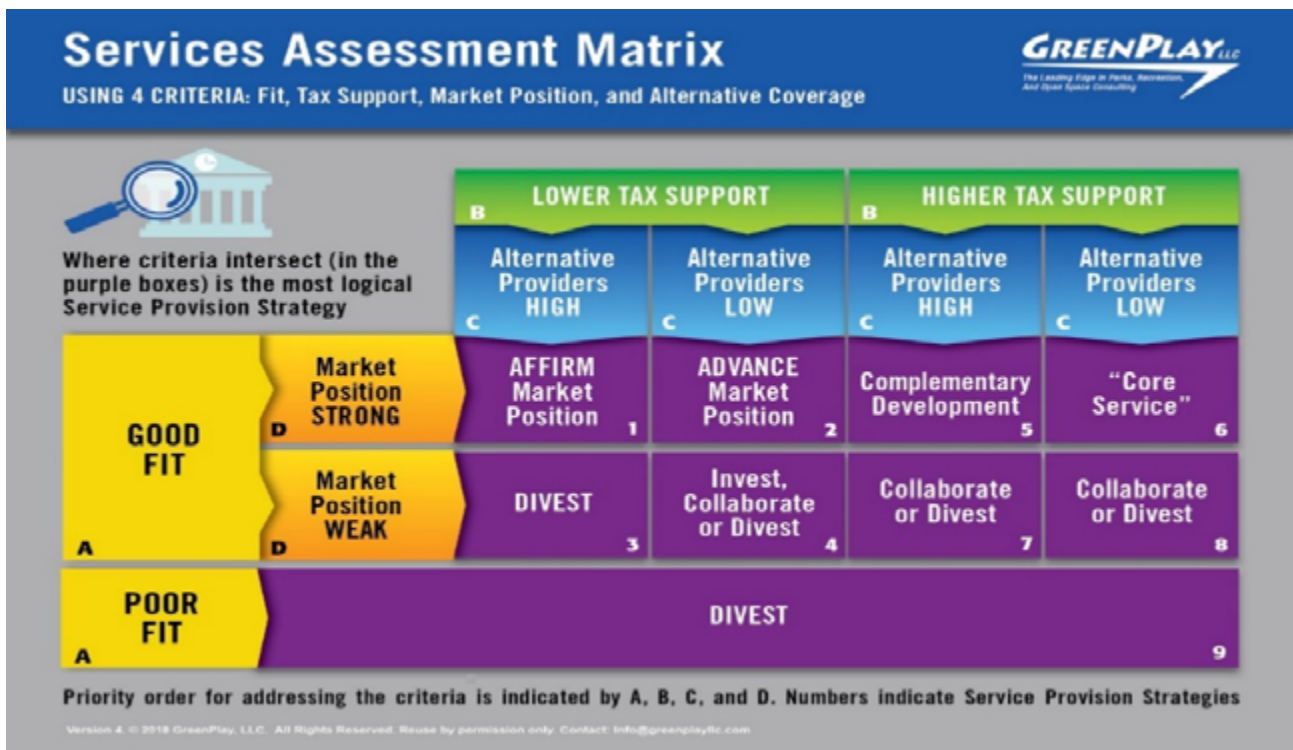 Services Assessment Matrix
USING 4 CRITERIA: Fit, Tax Support, Market Position, and Alternative Coverage
GREENPLAY LLC
The Leading Edge in Parks, Recreation,
And Open Space Consulting
Where criteria intersect (in the
purple boxes) is the most logical
Service Provision Strategy
B
LOWER TAX SUPPORT
B
HIGHER TAX SUPPORT
Alternative
Providers
HIGH
C
Alternative
Providers
LOW
C
Alternative
Providers
HIGH
C
Alternative
Providers
LOW
C
GOOD
FIT
A
Market
Position
STRONG
D
AFFIRM
Market
Position
1
ADVANCE
Market
Position
2
Complementary
Development
5
“Core
Service”
6
Market
Position
WEAK
D
DIVEST
3
Invest,
Collaborate
or Divest
4
Collaborate
or Divest
7
Collaborate
or Divest
8
POOR
FIT
A
DIVEST
9
Priority order for addressing the criteria is indicated by A, B, C, and D. Numbers indicate Service Provision Strategies
Version 4. © 2018 GreenPlay, LLC. All Rights Reserved. Reuse by permission only. Contact: Info@greenplayllc.com